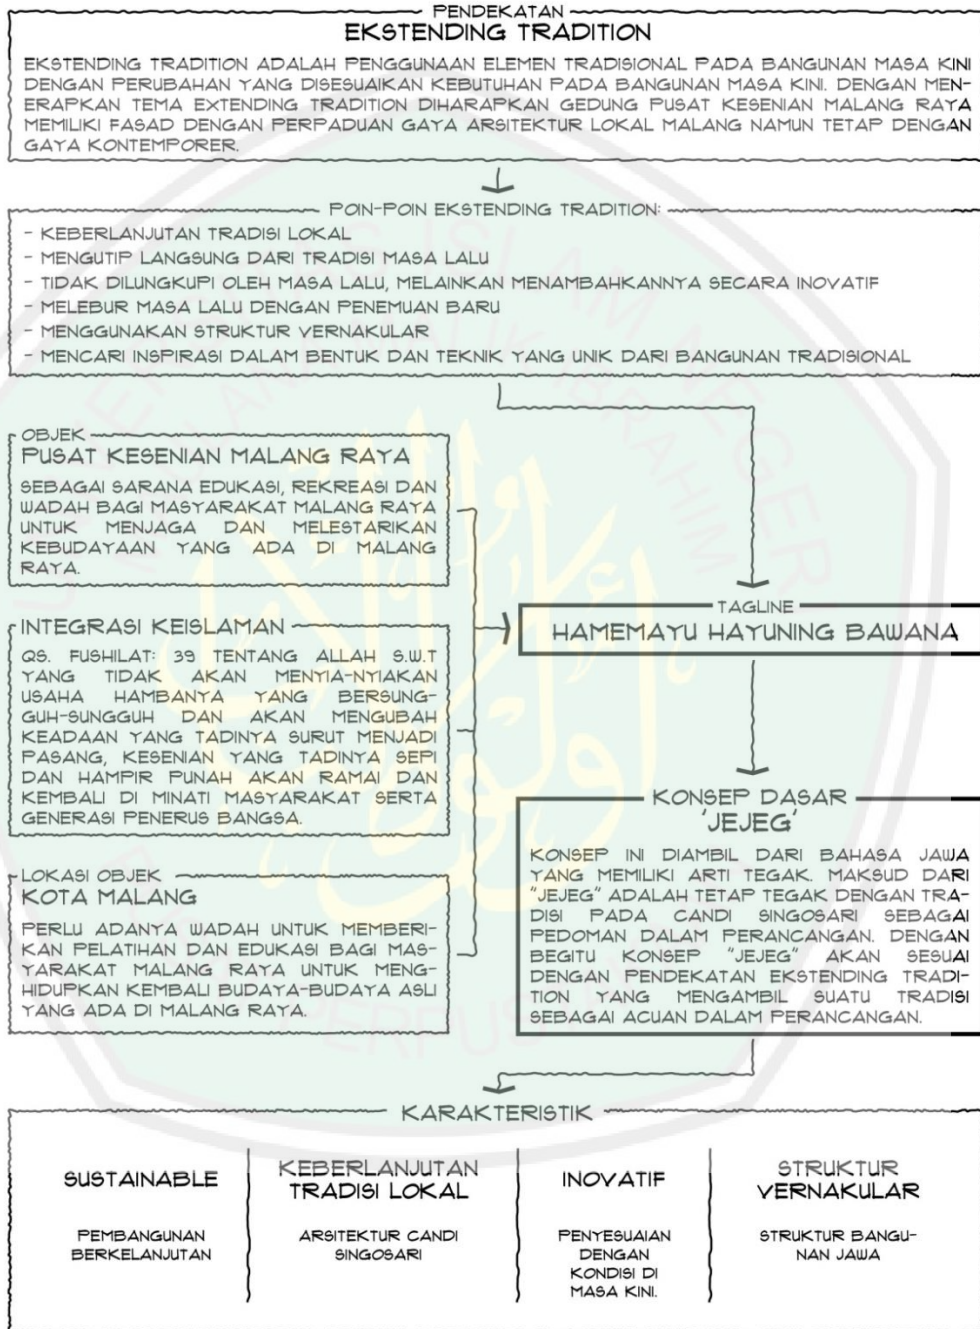 PENDEKATAN
EKSTENDING TRADITION
EKSTENDING TRADITION ADALAH PENGGUNAAN ELEMEN TRADISIONAL PADA BANGUNAN MASA KINI
DENGAN PERUBAHAN YANG DISESUAIKAN KEBUTUHAN PADA BANGUNAN MASA KINI. DENGAN MEN-
ERAPKAN TEMA EXTENDING TRADITION DIHARAPKAN GEDUNG PUSAT KESENIAN MALANG RAYA
MEMILIKI FASAD DENGAN PERPADUAN GAYA ARSITEKTUR LOKAL MALANG NAMUN TETAP DENGAN
GAYA KONTEMPORER.
POIN-POIN EKSTENDING TRADITION:
- KEBERLANJUTAN TRADISI LOKAL
- MENGUTIP LANGSUNG DARI TRADISI MASA LALU
- TIDAK DILUNGKUPI OLEH MASA LALU, MELAINKAN MENAMBAHKANNYA SECARA INOVATIF
- MELEBUR MASA LALU DENGAN PENEMUAN BARU
- MENGGUNAKAN STRUKTUR VERNAKULAR
- MENCARI INSPIRASI DALAM BENTUK DAN TEKNIK YANG UNIK DARI BANGUNAN TRADISIONAL
OBJEK
PUSAT KESENIAN MALANG RAYA
SEBAGAI SARANA EDUKASI, REKREASI DAN
WADAH BAGI MASYARAKAT MALANG RAYA
UNTUK MENJAGA DAN MELESTARIKAN
KEBUDAYAAN YANG ADA DI MALANG
RAYA.
INTEGRASI KEISLAMAN
QS. FUSHILAT: 39 TENTANG ALLAH S.W.T
YANG TIDAK AKAN MENYIA-NYIAKAN
USAHA HAMBANYA YANG BERSUNG-
GUH-SUNGGUH DAN AKAN MENGUBAH
KEADAAN YANG TADINYA SURUT MENJADI
PASANG, KESENIAN YANG TADINYA SEPI
DAN HAMPIR PUNAH AKAN RAMAI DAN
KEMBALI DI MINATI MASYARAKAT SERTA
GENERASI PENERUS BANGSA.
LOKASI OBJEK
KOTA MALANG
PERLU ADANYA WADAH UNTUK MEMBERI-
KAN PELATIHAN DAN EDUKASI BAGI MAS-
YARAKAT MALANG RAYA UNTUK MENG-
HIDUPKAN KEMBALI BUDAYA-BUDAYA ASLI
YANG ADA DI MALANG RAYA.
TAGLINE
HAMEMAYU HAYUNING BAWANA
KONSEP DASAR
'JEJEG'
KONSEP INI DIAMBIL DARI BAHASA JAWA
YANG MEMILIKI ARTI TEGAK. MAKSUD DARI
"JEJEG" ADALAH TETAP TEGAK DENGAN TRA-
DISI PADA CANDI SINGOSARI SEBAGAI
PEDOMAN DALAM PERANCANGAN. DENGAN
BEGITU KONSEP "JEJEG" AKAN SESUAI
DENGAN PENDEKATAN EKSTENDING TRADI-
TION YANG MENGAMBIL SUATU TRADISI
SEBAGAI ACUAN DALAM PERANCANGAN.
KARAKTERISTIK
SUSTAINABLE
PEMBANGUNAN
BERKELANJUTAN
KEBERLANJUTAN
TRADISI LOKAL
ARSITEKTUR CANDI
SINGOSARI
INOVATIF
PENYESUAIAN
DENGAN
KONDISI DI
MASA KINI.
STRUKTUR
VERNAKULAR
STRUKTUR BANGU-
NAN JAWA